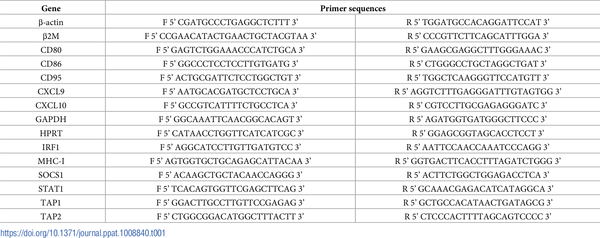 Gene Primer sequences
β-actin F 5' CGATGCCCTGAGGCTCTTT 3' R 5' TGGATGCCACAGGATTCCAT 3'
β2M F 5' CCGAACATACTGAACTGCTACGTAA 3' R 5' CCCGTTCTTCAGCATTTGGA 3'
CD80 F 5' GAGTCTGGAAACCCATCTGCA 3' R 5' GAAGCGAGGCTTTGGGAAAC 3'
CD86 F 5' GGCCCTCCTCCTTGTGATG 3' R 5' CTGGGCCTGCTAGGCTGAT 3'
CD95 F 5' ACTGCGATTCTCCTGGCTGT 3' R 5' TGGCTCAAGGGTTCCATGTT 3'
CXCL9 F 5' AATGCACGATGCTCCTGCA 3' R 5' AGGTCTTTGAGGGATTTGTAGTGG 3'
CXCL10 F 5' GCCGTCATTTTCTGCCTCA 3' R 5' CGTCCTTGCGAGAGGGATC 3'
GAPDH F 5' GGCAAATTCAACGGCACAGT 3' R 5' AGATGGTGATGGGCTTCCC 3'
HPRT F 5' CATAACCTGGTTCATCATCGC 3' R 5' GGAGCGGTAGCACCTCCT 3'
IRF1 F 5' AGGCATCCTTGTTGATGTCC 3' R 5' AATTCCAACCAAATCCCAGG 3'
MHC-I F 5' AGTGGTGCTGCAGAGCATTACAA 3' R 5' GGTGACTTCACCTTTAGATCTGGG 3'
SOCS1 F 5' ACAAGCTGCTACAACCAGGG 3' R 5' ACTTCTGGCTGGAGACCTCA 3'
STAT1 F 5' TCACAGTGGTTCGAGCTTCAG 3' R 5' GCAAACGAGACATCATAGGCA 3'
TAP1 F 5' GGACTTGCCTTGTTCCGAGAG 3' R 5' GCTGCCACATAACTGATAGCG 3'
TAP2 F 5' CTGGCGGACATGGCTTTACTT 3' R 5' CTCCCACTTTTAGCAGTCCCC 3'
https://doi.org/10.1371/journal.ppat.1008840.t001